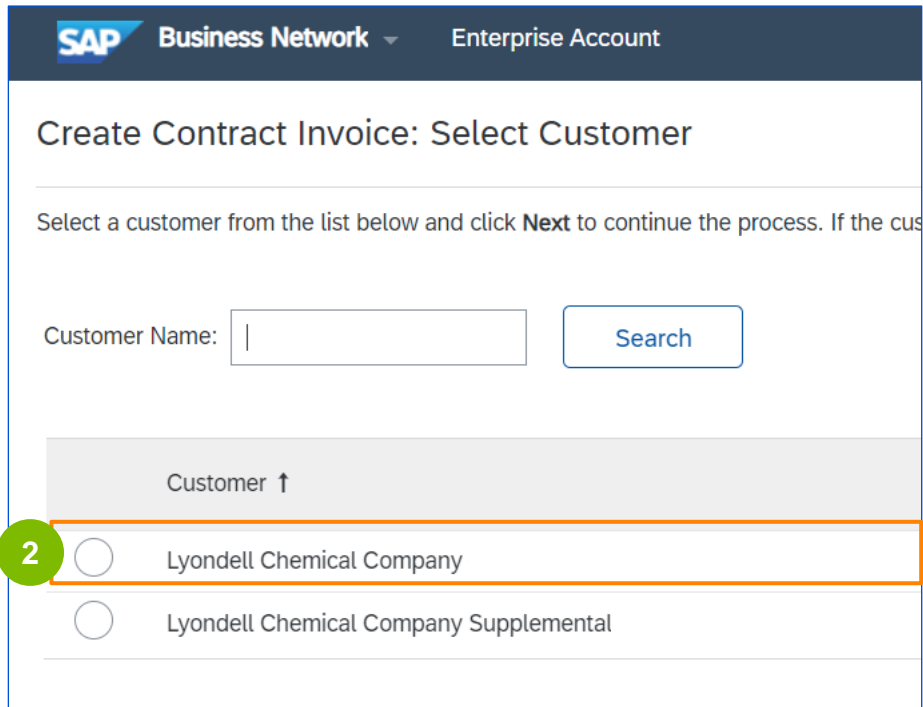 SAP Business Network Enterprise Account
Create Contract Invoice: Select Customer
Select a customer from the list below and click Next to continue the process. If the
Customer Name: Search
Customer ↑
2 Lyondell Chemical Company
Lyondell Chemical Company Supplemental